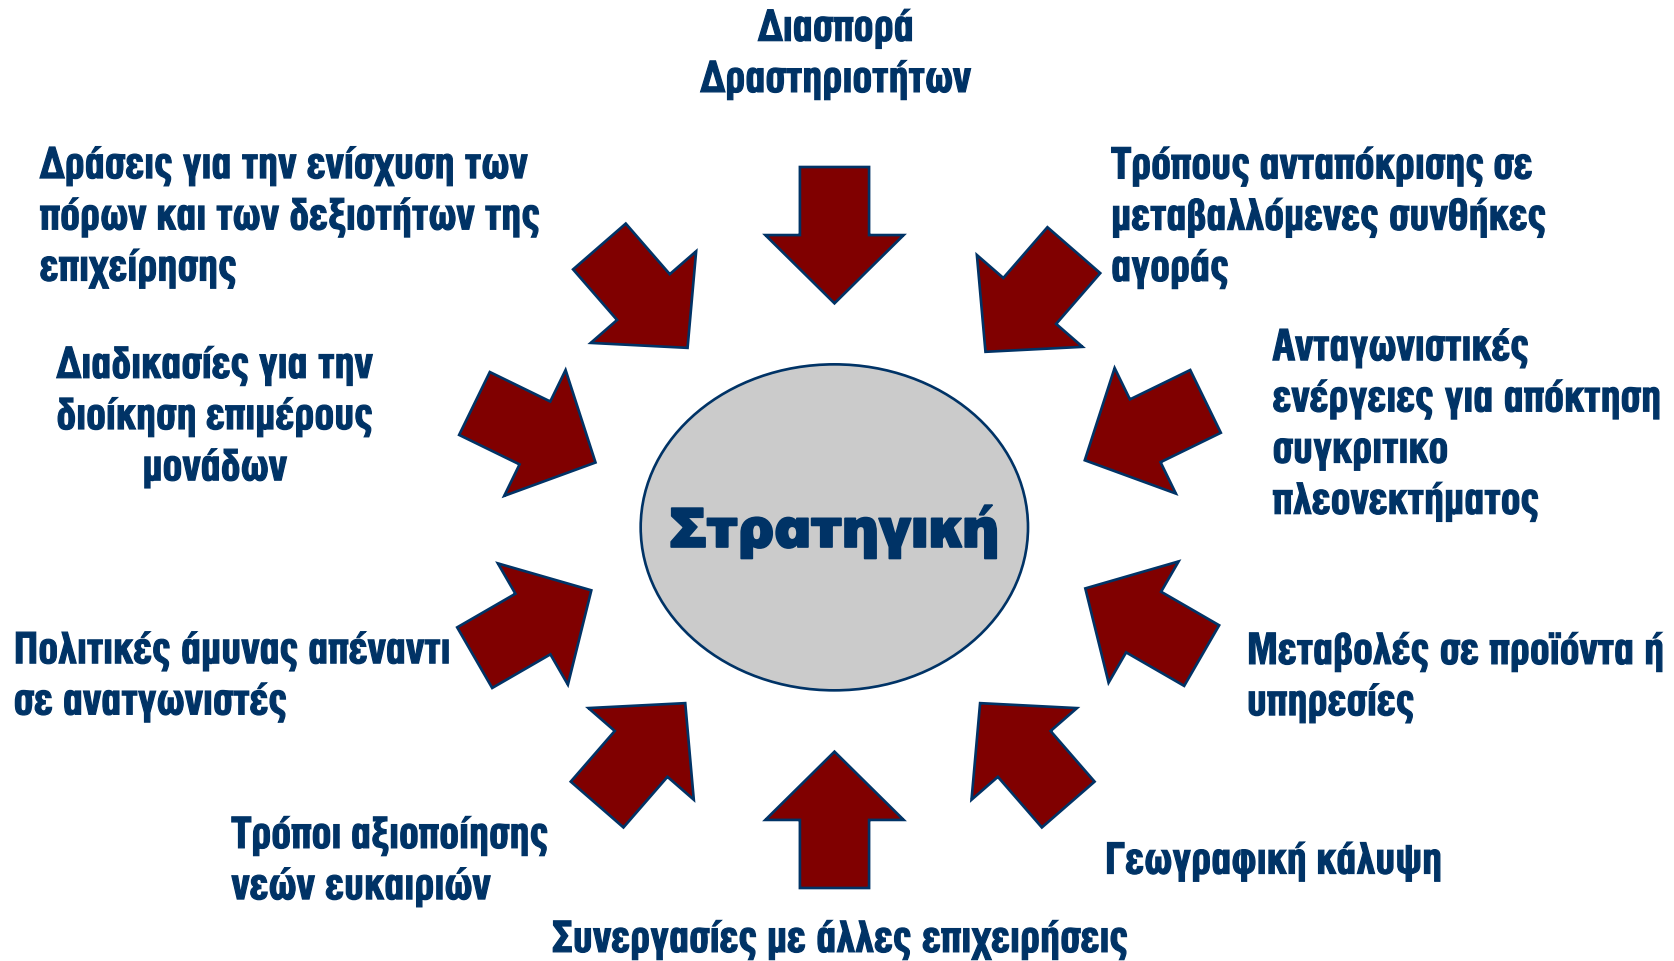 Διασπορά
Δραστηριοτήτων
Δράσεις για την ενίσχυση των
πόρων και των δεξιοτήτων της
επιχείρησης
Τρόπους ανταπόκρισης σε
μεταβαλλόμενες συνθήκες
αγοράς
Διαδικασίες για την
διοίκηση επιμέρους
μονάδων
Ανταγωνιστικές
ενέργειες για απόκτηση
συγκριτικο
πλεονεκτήματος
Στρατηγική
Πολιτικές άμυνας απέναντι
σε ανατγωνιστές
Μεταβολές σε προϊόντα ή
υπηρεσίες
Τρόποι αξιοποίησης
νεών ευκαιριών
Γεωγραφική κάλυψη
Συνεργασίες με άλλες επιχειρήσεις